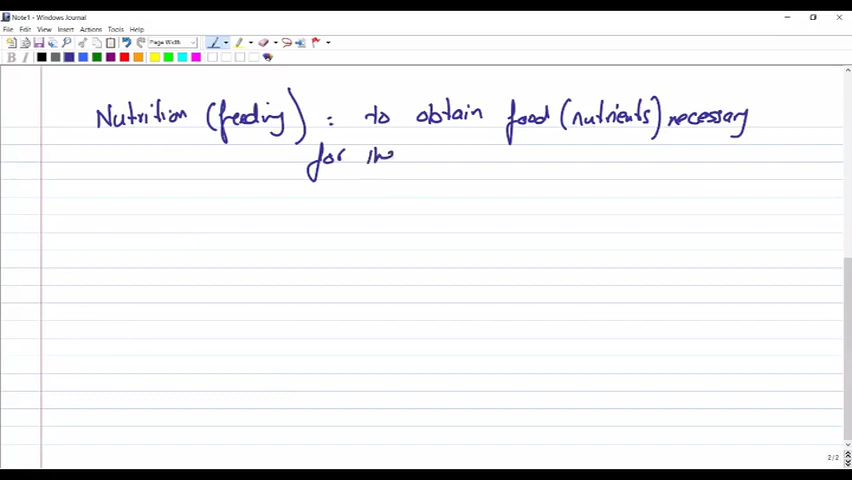 Note1 - Windows Journal
File Edit View Insert Actions Tools Help
Page Width
B I
Nutrition (feeding) : to obtain food (nutrients) necessary
for
2 / 2